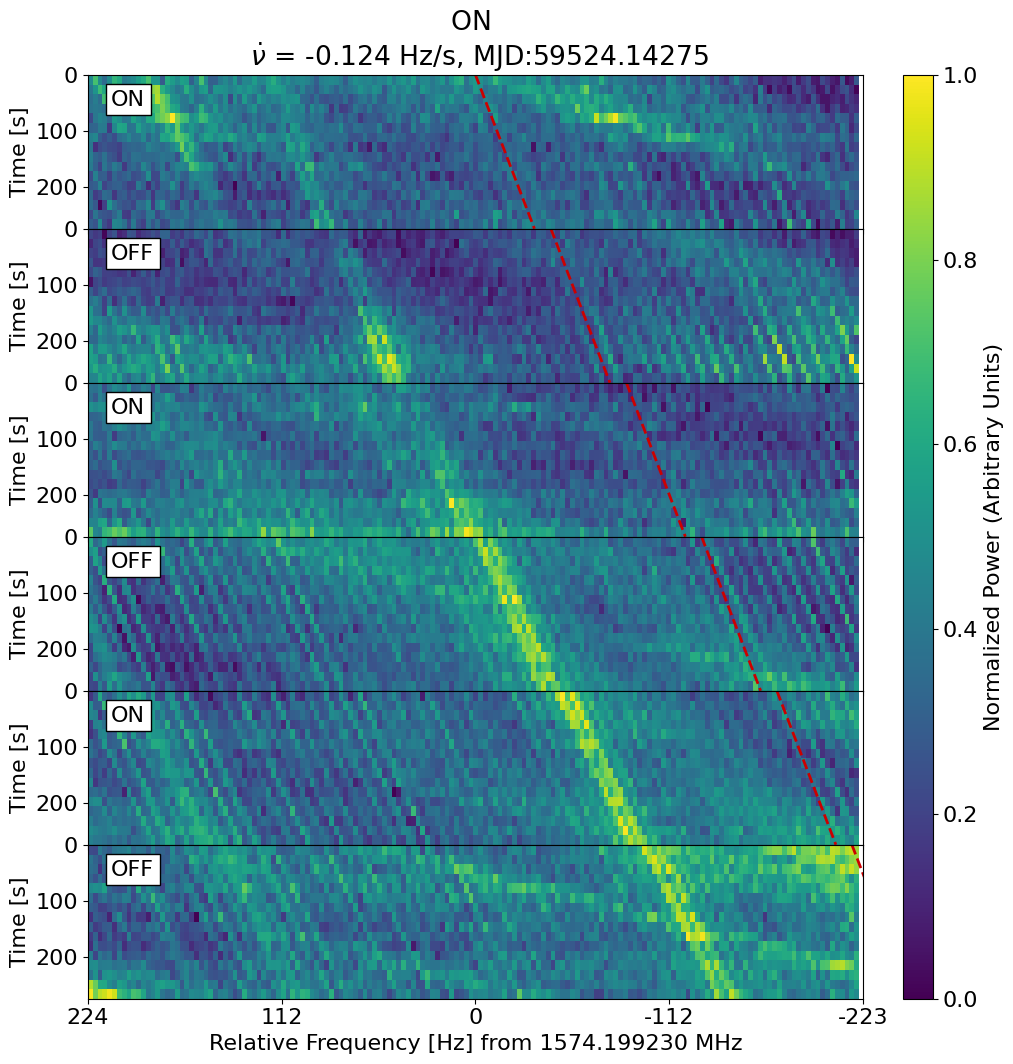 ON
ν̇ = -0.124 Hz/s, MJD:59524.14275
0
100
200
Time [s]
ON
0
100
200
Time [s]
OFF
0
100
200
Time [s]
ON
0
100
200
Time [s]
OFF
0
100
200
Time [s]
ON
0
100
200
Time [s]
OFF
224 112 0 -112 -223
Relative Frequency [Hz] from 1574.199230 MHz
1.0
0.8
0.6
0.4
0.2
0.0
Normalized Power (Arbitrary Units)